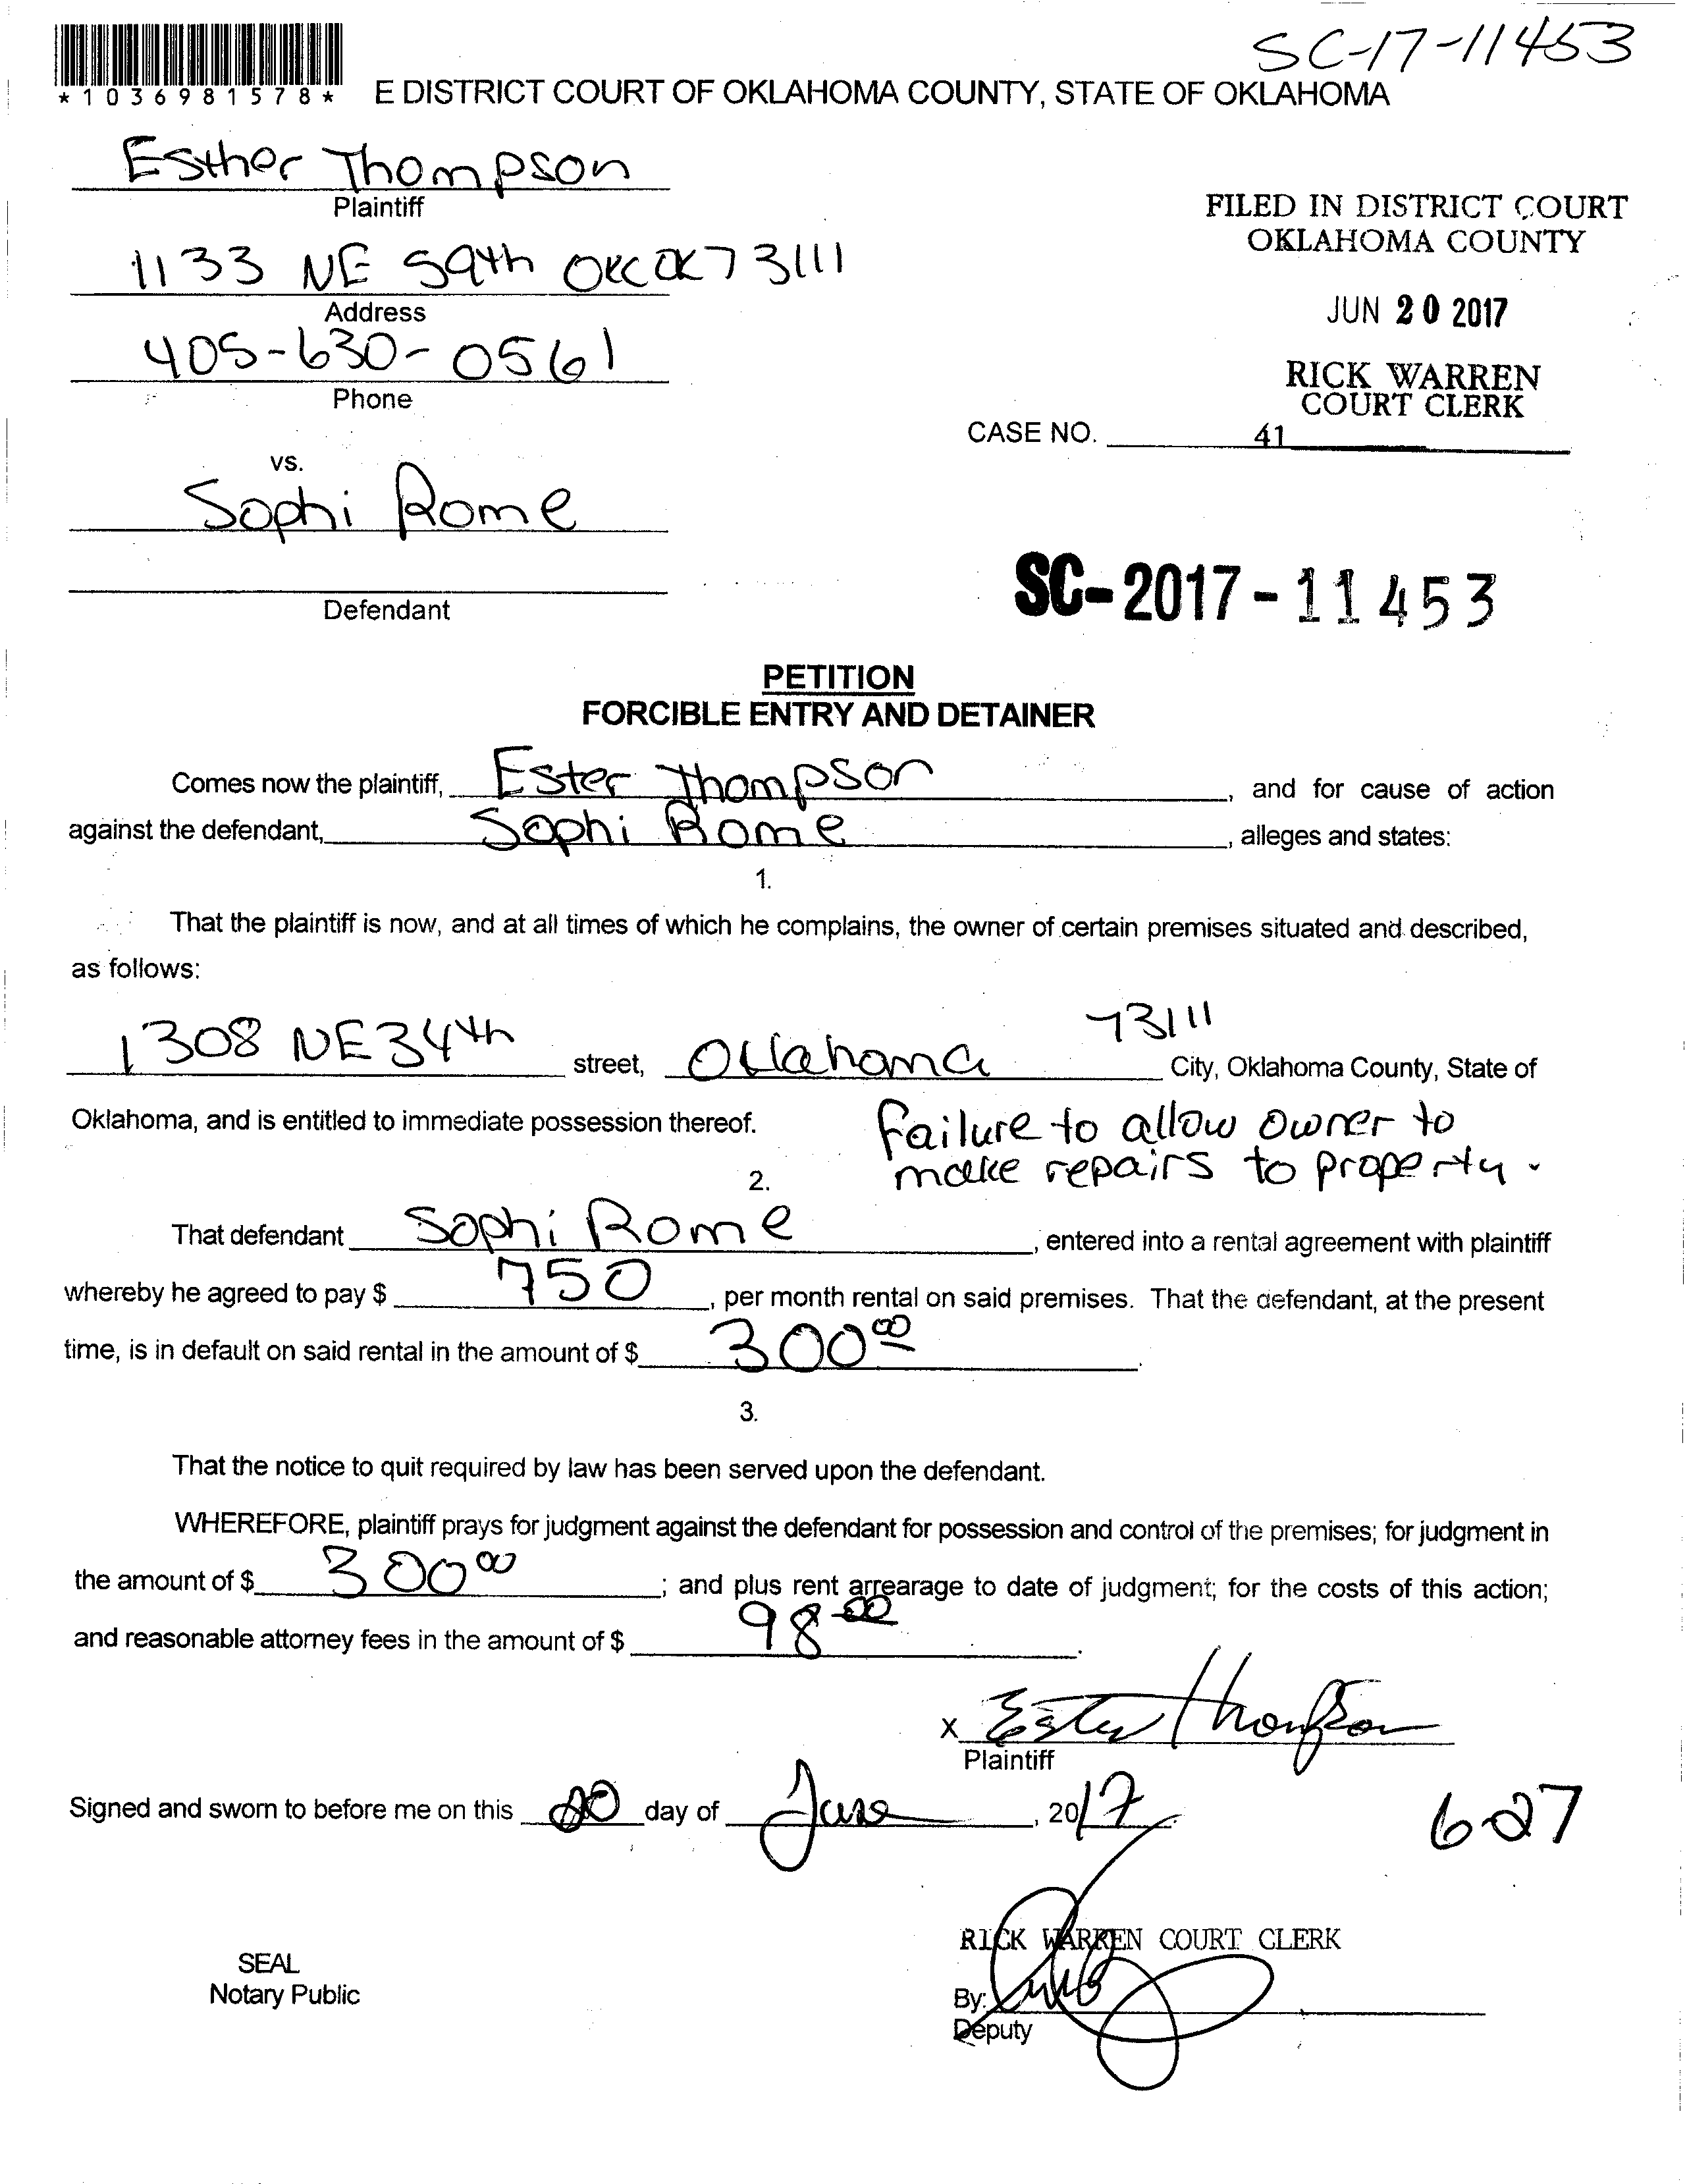 SC-17-11453
*1036981578*
E DISTRICT COURT OF OKLAHOMA COUNTY, STATE OF OKLAHOMA
Esther Thompson
Plaintiff
FILED IN DISTRICT COURT
OKLAHOMA COUNTY
1133 NE 59th OKC OK 73111
Address
JUN 20 2017
405-630-0561
Phone
RICK WARREN
COURT CLERK
CASE NO. 41
vs.
Sophi Rome
Defendant
SC-2017-11453
PETITION
FORCIBLE ENTRY AND DETAINER
Comes now the plaintiff, Ester Thompson, and for cause of action
against the defendant, Sophi Rome, alleges and states:
1.
That the plaintiff is now, and at all times of which he complains, the owner of certain premises situated and described,
as follows:
73111
1308 NE 34th street, Oklahoma City, Oklahoma County, State of
Oklahoma, and is entitled to immediate possession thereof.
Failure to allow owner to
make repairs to property.
2.
That defendant Sophi Rome, entered into a rental agreement with plaintiff
whereby he agreed to pay $ 750, per month rental on said premises. That the defendant, at the present
time, is in default on said rental in the amount of $ 300 00.
3.
That the notice to quit required by law has been served upon the defendant.
WHEREFORE, plaintiff prays for judgment against the defendant for possession and control of the premises; for judgment in
the amount of $ 300 00; and plus rent arrearage to date of judgment; for the costs of this action;
and reasonable attorney fees in the amount of $ 98 00.
x Ester Thompson
Plaintiff
Signed and sworn to before me on this 20 day of June, 2017.
6-27
RICK WARREN COURT CLERK
SEAL
Notary Public
By:
Deputy